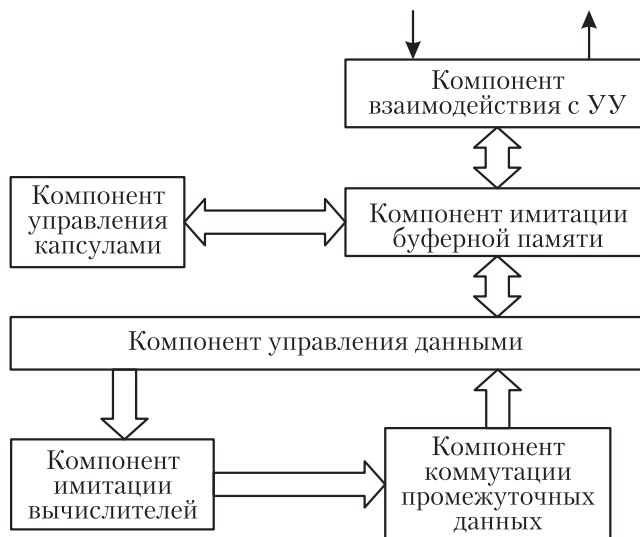 Компонент
взаимодействия с УУ
Компонент
управления
капсулами
Компонент имитации
буферной памяти
Компонент управления данными
Компонент
имитации
вычислителей
Компонент
коммутации
промежуточных
данных